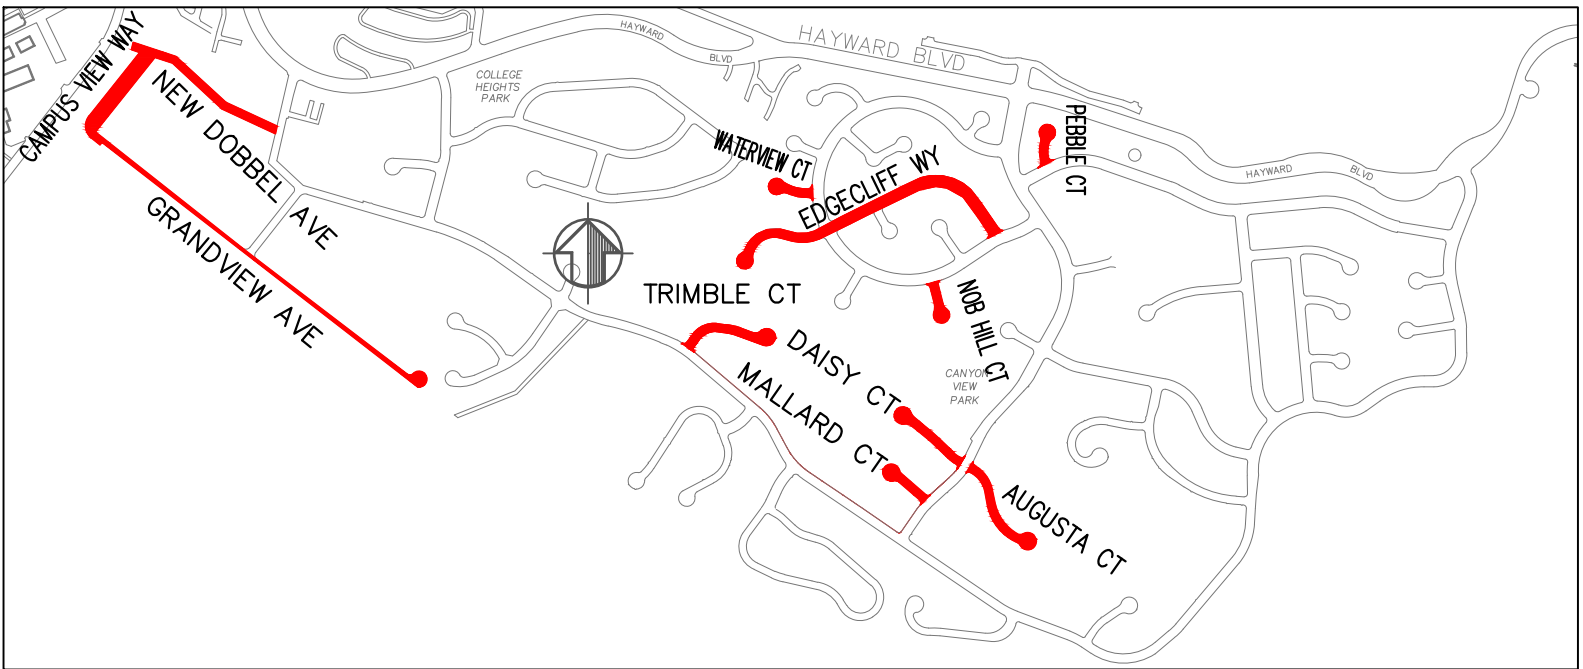 CAMPUS VIEW WAY
HAYWARD
BLVD
HAYWARD BLVD
COLLEGE
HEIGHTS
PARK
NEW DOBBEL AVE
WATERVIEW CT
EDGECLIFF WY
PEBBLE CT
HAYWARD
BLVD
GRANDVIEW AVE
TRIMBLE CT
NOB HILL CT
DAISY CT
MALLARD CT
CANYON
VIEW
PARK
AUGUSTA CT